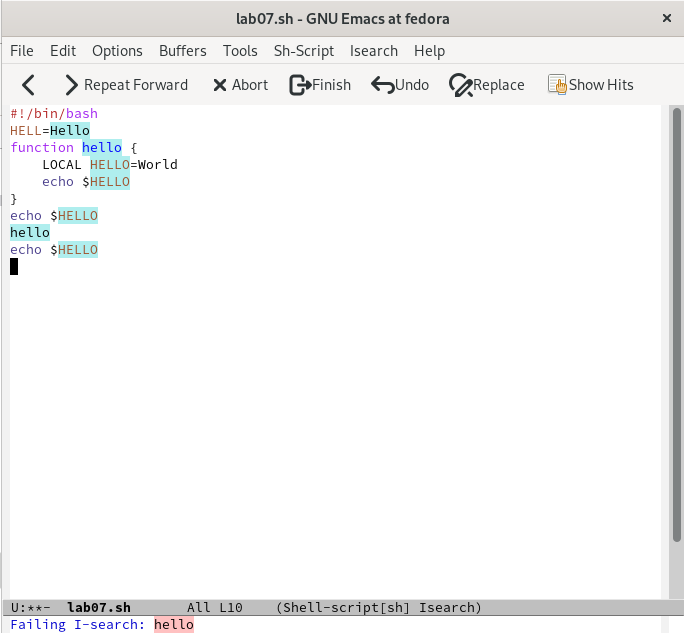 lab07.sh - GNU Emacs at fedora
File Edit Options Buffers Tools Sh-Script Isearch Help
Repeat Forward Abort Finish Undo Replace Show Hits
#!/bin/bash
HELL=Hello
function hello {
    LOCAL HELLO=World
    echo $HELLO
}
echo $HELLO
hello
echo $HELLO
U:**-  lab07.sh       All L10    (Shell-script[sh] Isearch)
Failing I-search: hello